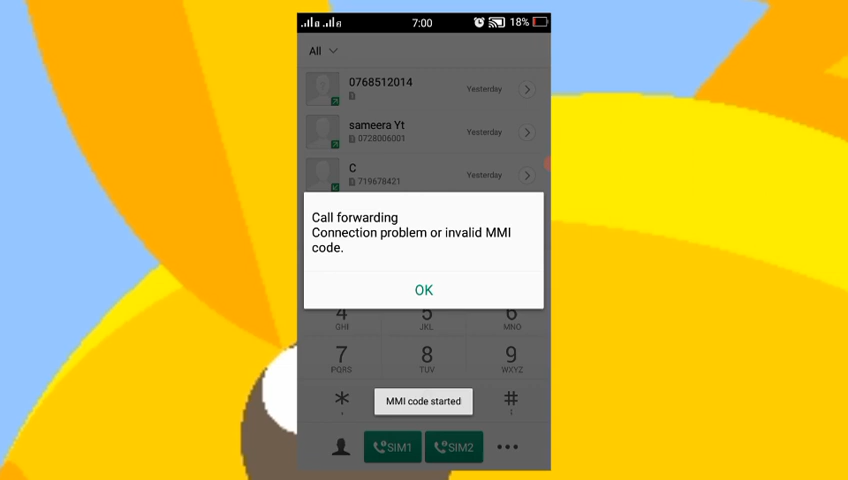 7:00
18%
All
0768512014
Yesterday
sameera Yt
0728006001
Yesterday
C
719678421
Yesterday
Call forwarding
Connection problem or invalid MMI
code.
OK
4 5 6
GHI JKL MNO
7 8 9
PQRS TUV WXYZ
* #
MMI code started
SIM1 SIM2